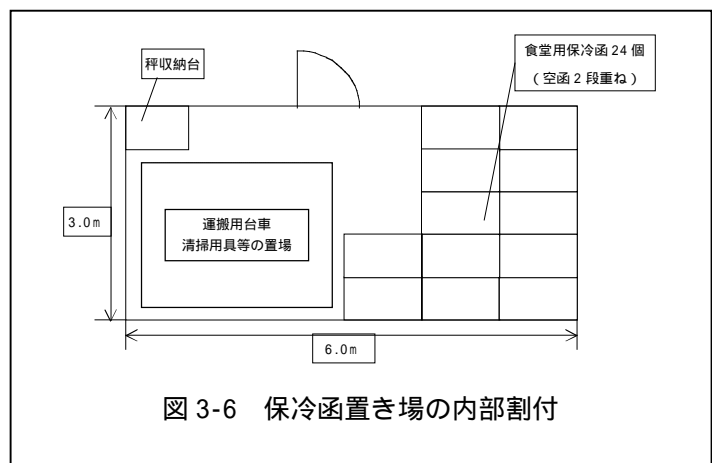 秤収納台
食堂用保冷函24個
（空函2段重ね）
3.0m
運搬用台車
清掃用具等の置場
6.0m
図 3-6 保冷函置き場の内部割付